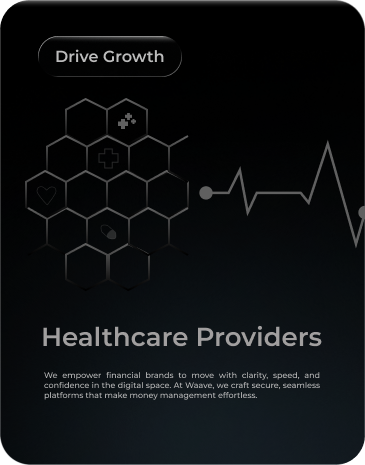 Drive Growth
Healthcare Providers
We empower financial brands to move with clarity, speed, and
confidence in the digital space. At Waave, we craft secure, seamless
platforms that make money management effortless.